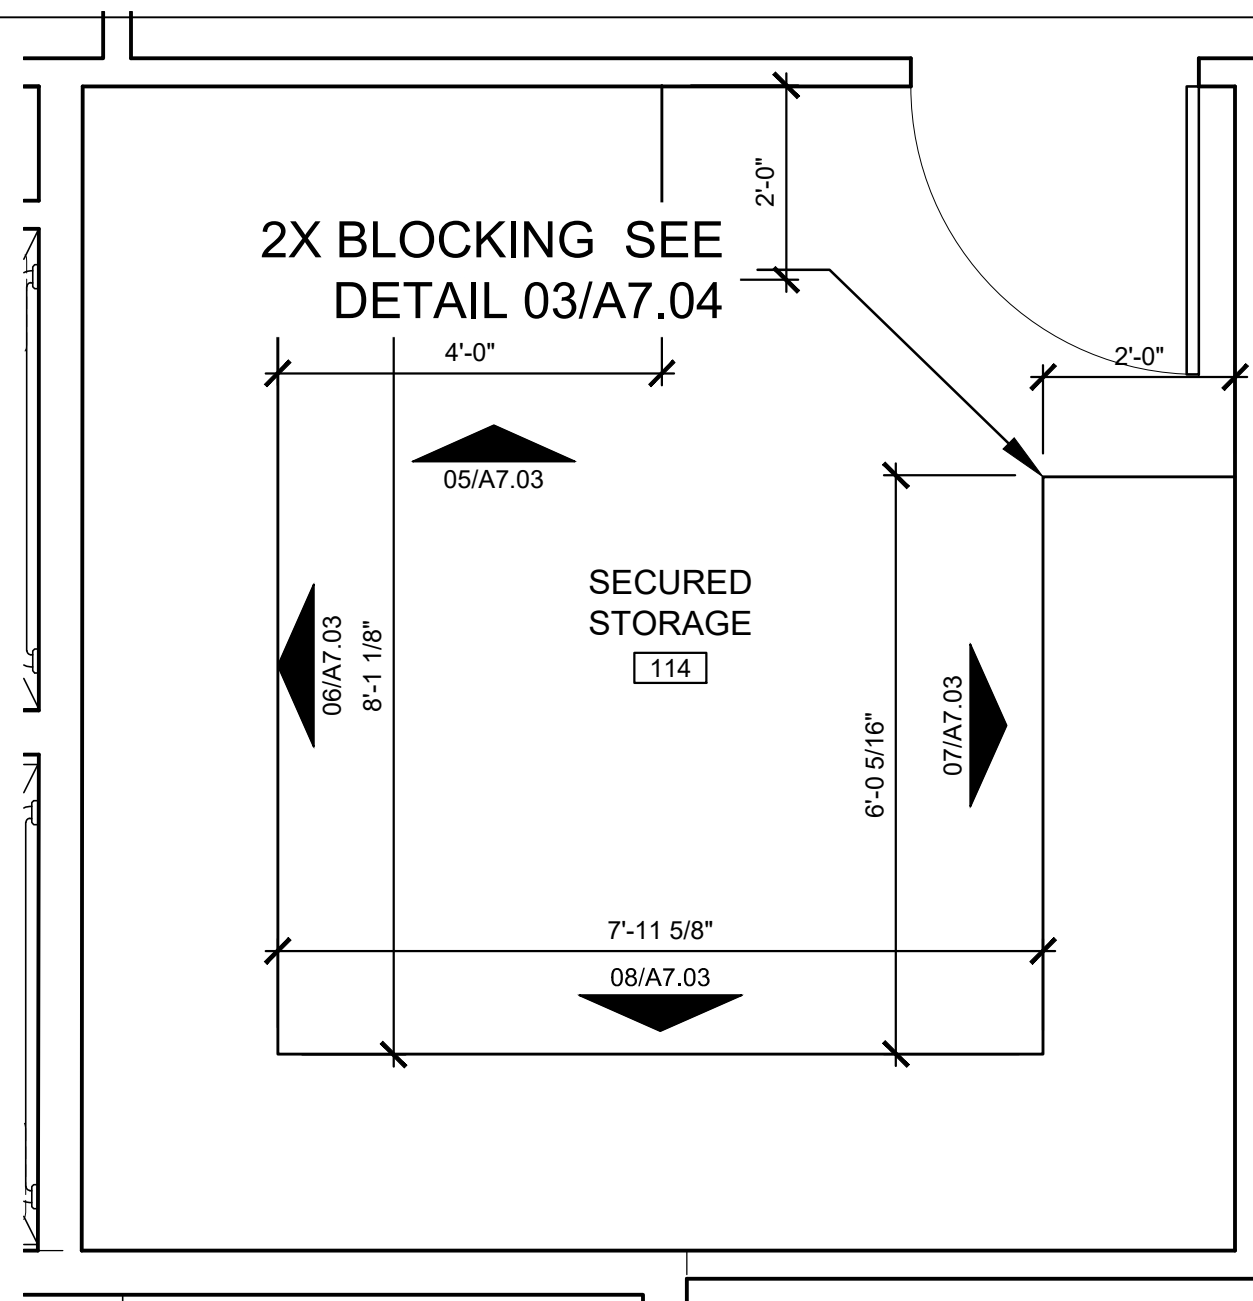 2'-0"
2X BLOCKING SEE
DETAIL 03/A7.04
4'-0"
2'-0"
05/A7.03
SECURED
STORAGE
114
06/A7.03
8'-1 1/8"
6'-0 5/16"
07/A7.03
7'-11 5/8"
08/A7.03